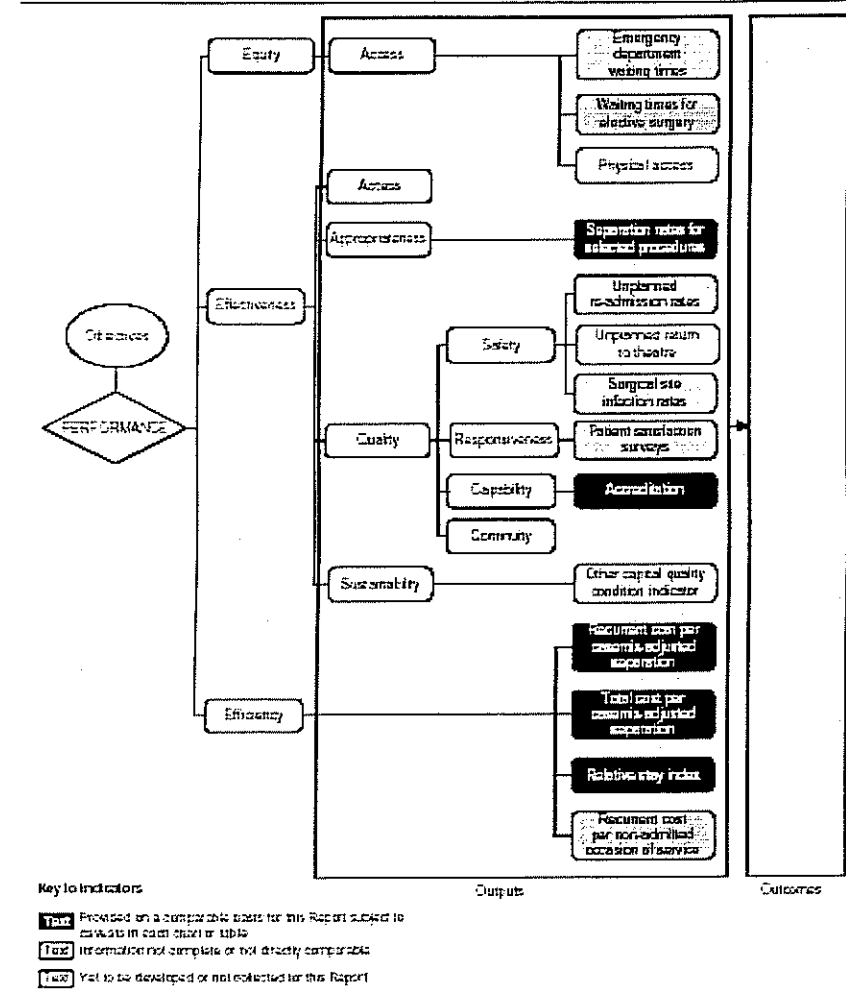 Equity
Access
Emergency
department
waiting times
Waiting times for
elective surgery
Physical access
Access
Appropriateness
Separation rates for
selected procedures
Effectiveness
Unplanned
re-admission rates
Safety
Unplanned return
to theatre
Surgical site
infection rates
Objectives
PERFORMANCE
Quality
Responsiveness
Patient satisfaction
surveys
Capability
Accreditation
Continuity
Sustainability
Other capital quality
condition indicator
Recurrent cost per
casemix-adjusted
separation
Efficiency
Total cost per
casemix-adjusted
separation
Relative stay index
Recurrent cost
per non-admitted
occasion of service
Key to indicators
Outputs
Outcomes
Text Provided on a comparable basis for this Report subject to
caveats in each chart or table
Text Information not complete or not directly comparable
Text Yet to be developed or not collected for this Report